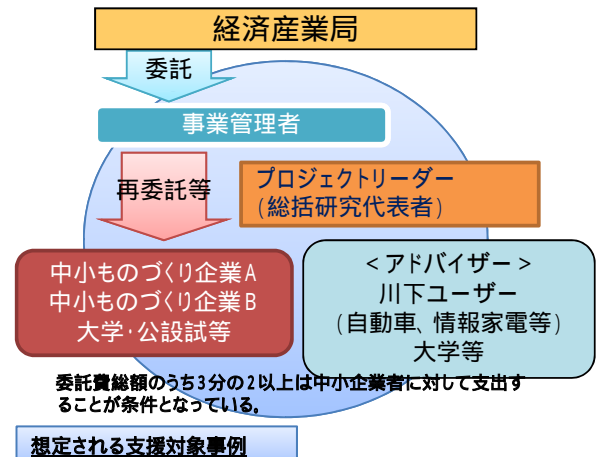 経済産業局
委託
事業管理者
再委託等
プロジェクトリーダー
(総括研究代表者)
中小ものづくり企業A
中小ものづくり企業B
大学・公設試等
<アドバイザー>
川下ユーザー
(自動車、情報家電等)
大学等
委託費総額のうち3分の2以上は中小企業者に対して支出す
ることが条件となっている。
想定される支援対象事例